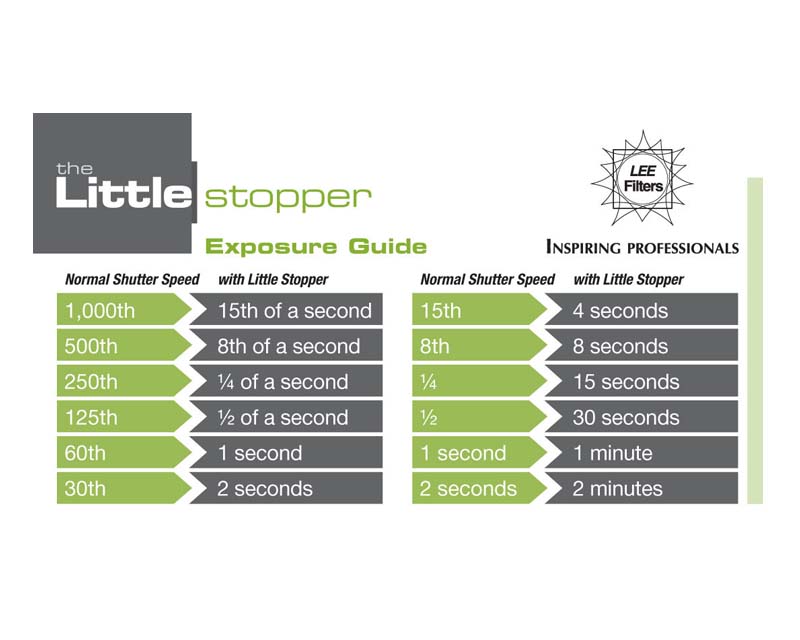 the
Little stopper
Exposure Guide
LEE
Filters
INSPIRING PROFESSIONALS
Normal Shutter Speed with Little Stopper
1,000th 15th of a second
500th 8th of a second
250th ¼ of a second
125th ½ of a second
60th 1 second
30th 2 seconds
Normal Shutter Speed with Little Stopper
15th 4 seconds
8th 8 seconds
¼ 15 seconds
½ 30 seconds
1 second 1 minute
2 seconds 2 minutes